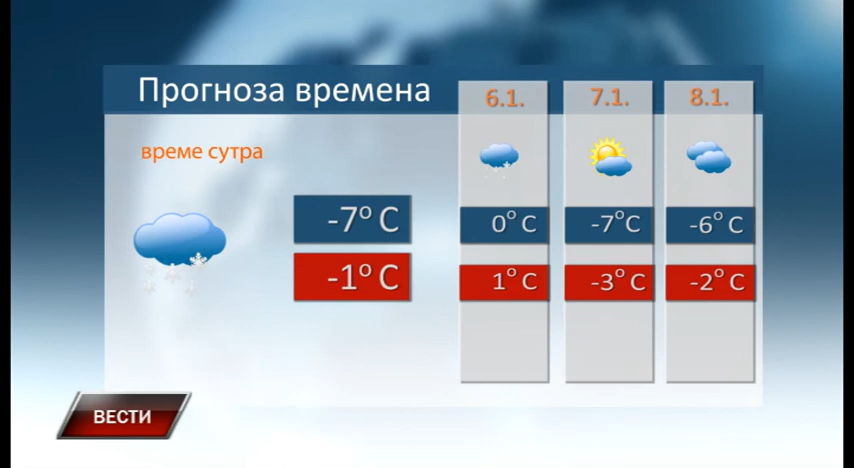 Прогноза времена
време сутра
-7° C
-1° C
6.1.
0° C
1° C
7.1.
-7°C
-3° C
8.1.
-6° C
-2° C
ВЕСТИ